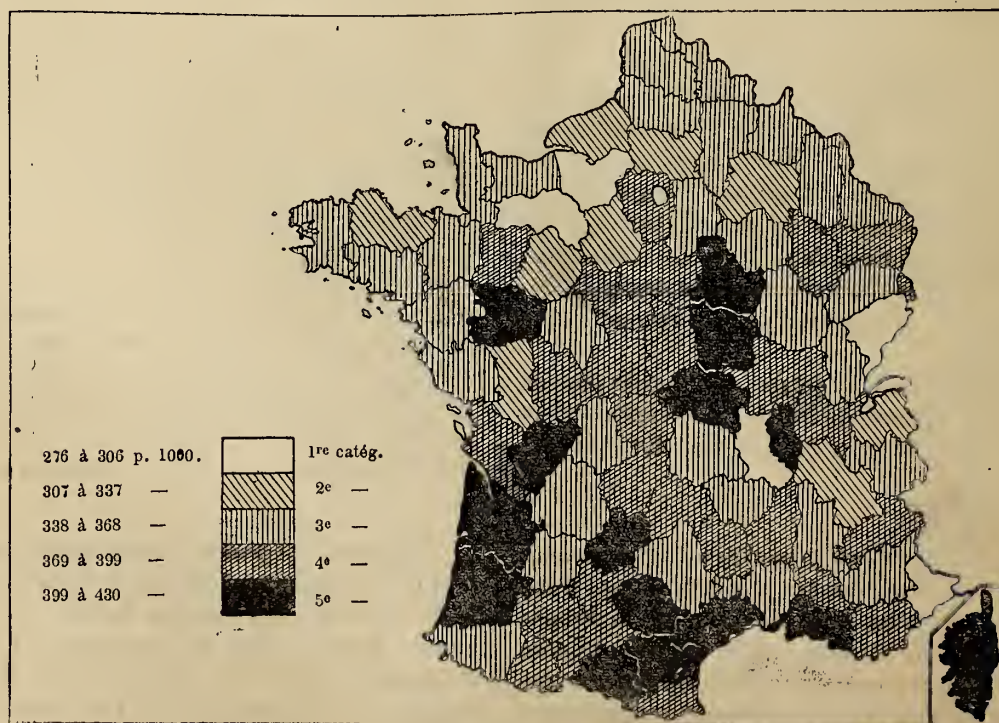 276 à 306 p. 1000. 1re catég.
307 à 337 — 2e —
338 à 368 — 3e —
369 à 399 — 4e —
399 à 430 — 5e —